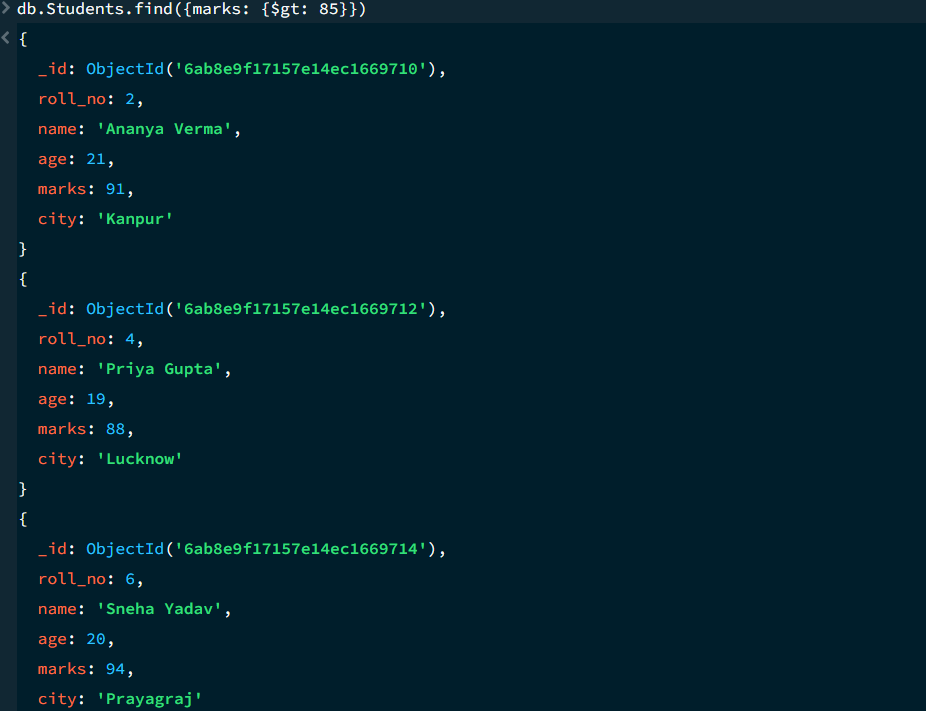 > db.Students.find({marks: {$gt: 85}})
< {
_id: ObjectId('6ab8e9f17157e14ec1669710'),
roll_no: 2,
name: 'Ananya Verma',
age: 21,
marks: 91,
city: 'Kanpur'
}
{
_id: ObjectId('6ab8e9f17157e14ec1669712'),
roll_no: 4,
name: 'Priya Gupta',
age: 19,
marks: 88,
city: 'Lucknow'
}
{
_id: ObjectId('6ab8e9f17157e14ec1669714'),
roll_no: 6,
name: 'Sneha Yadav',
age: 20,
marks: 94,
city: 'Prayagraj'